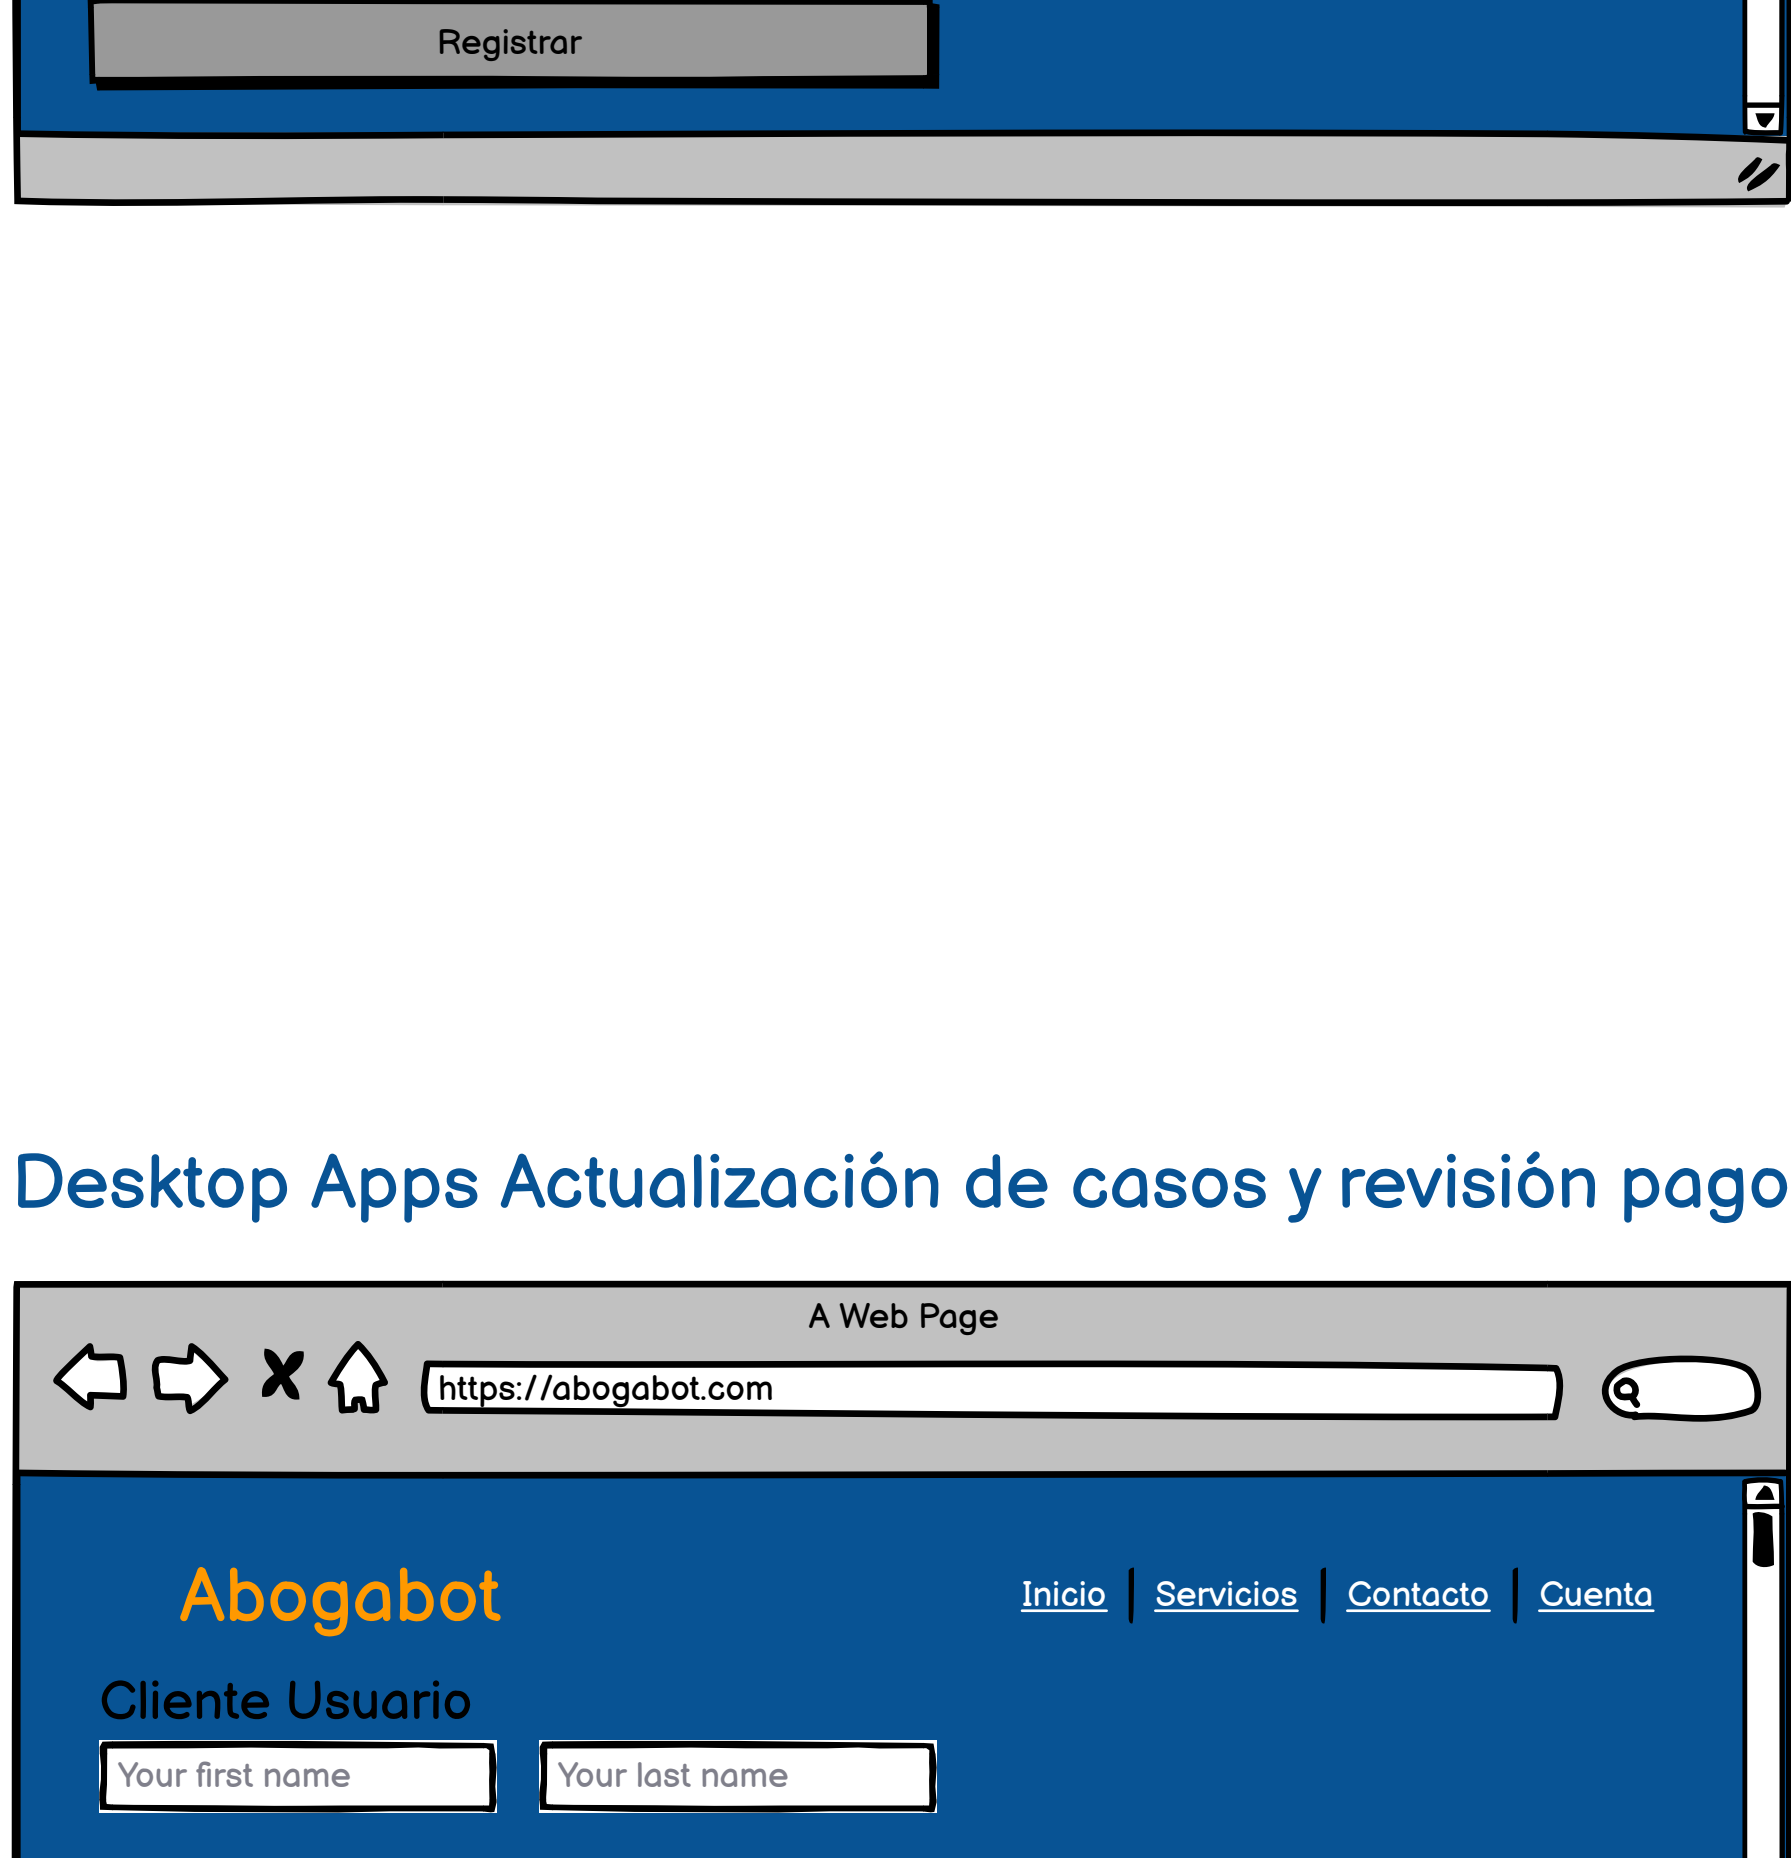 Registrar
Desktop Apps Actualización de casos y revisión pago
A Web Page
https://abogabot.com
Abogabot
Inicio Servicios Contacto Cuenta
Cliente Usuario
Your first name Your last name